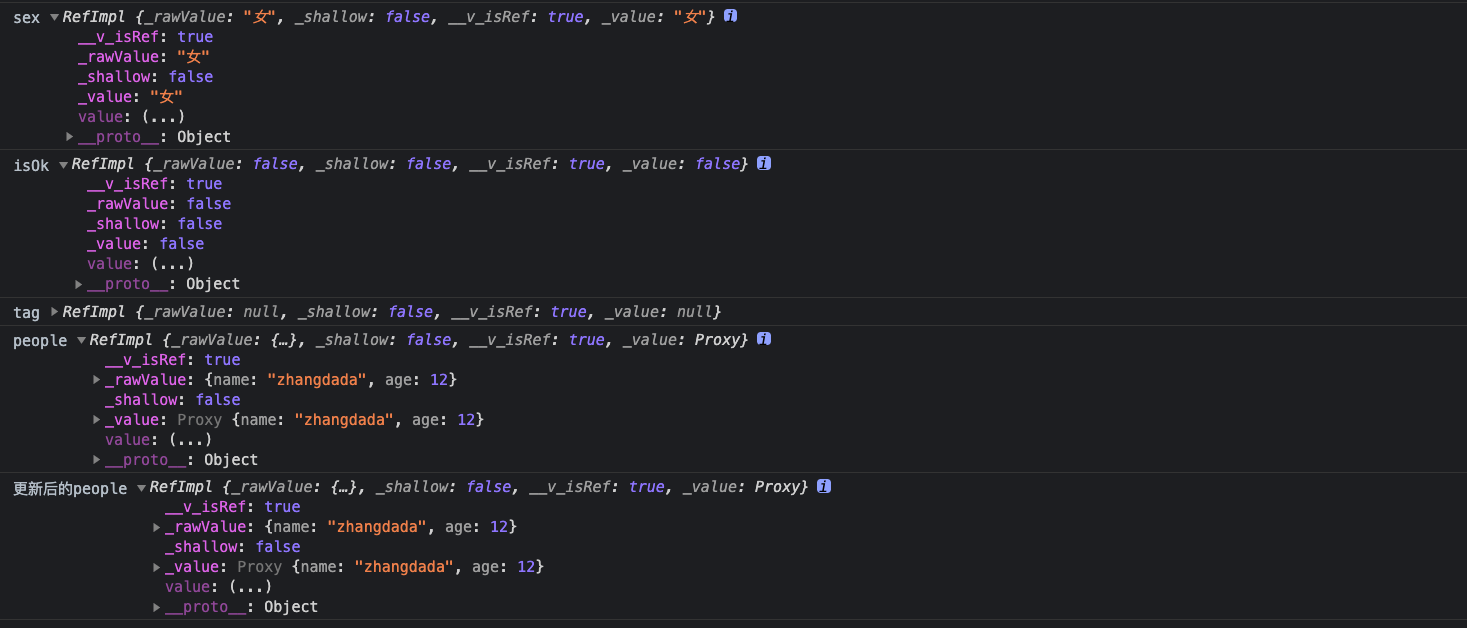 sex ▼RefImpl {_rawValue: "女", _shallow: false, __v_isRef: true, _value: "女"} i
__v_isRef: true
_rawValue: "女"
_shallow: false
_value: "女"
value: (...)
▶__proto__: Object
isOk ▼RefImpl {_rawValue: false, _shallow: false, __v_isRef: true, _value: false} i
__v_isRef: true
_rawValue: false
_shallow: false
_value: false
value: (...)
▶__proto__: Object
tag ▶RefImpl {_rawValue: null, _shallow: false, __v_isRef: true, _value: null}
people ▼RefImpl {_rawValue: {…}, _shallow: false, __v_isRef: true, _value: Proxy} i
__v_isRef: true
▶_rawValue: {name: "zhangdada", age: 12}
_shallow: false
▶_value: Proxy {name: "zhangdada", age: 12}
value: (...)
▶__proto__: Object
更新后的people ▼RefImpl {_rawValue: {…}, _shallow: false, __v_isRef: true, _value: Proxy} i
__v_isRef: true
▶_rawValue: {name: "zhangdada", age: 12}
_shallow: false
▶_value: Proxy {name: "zhangdada", age: 12}
value: (...)
▶__proto__: Object